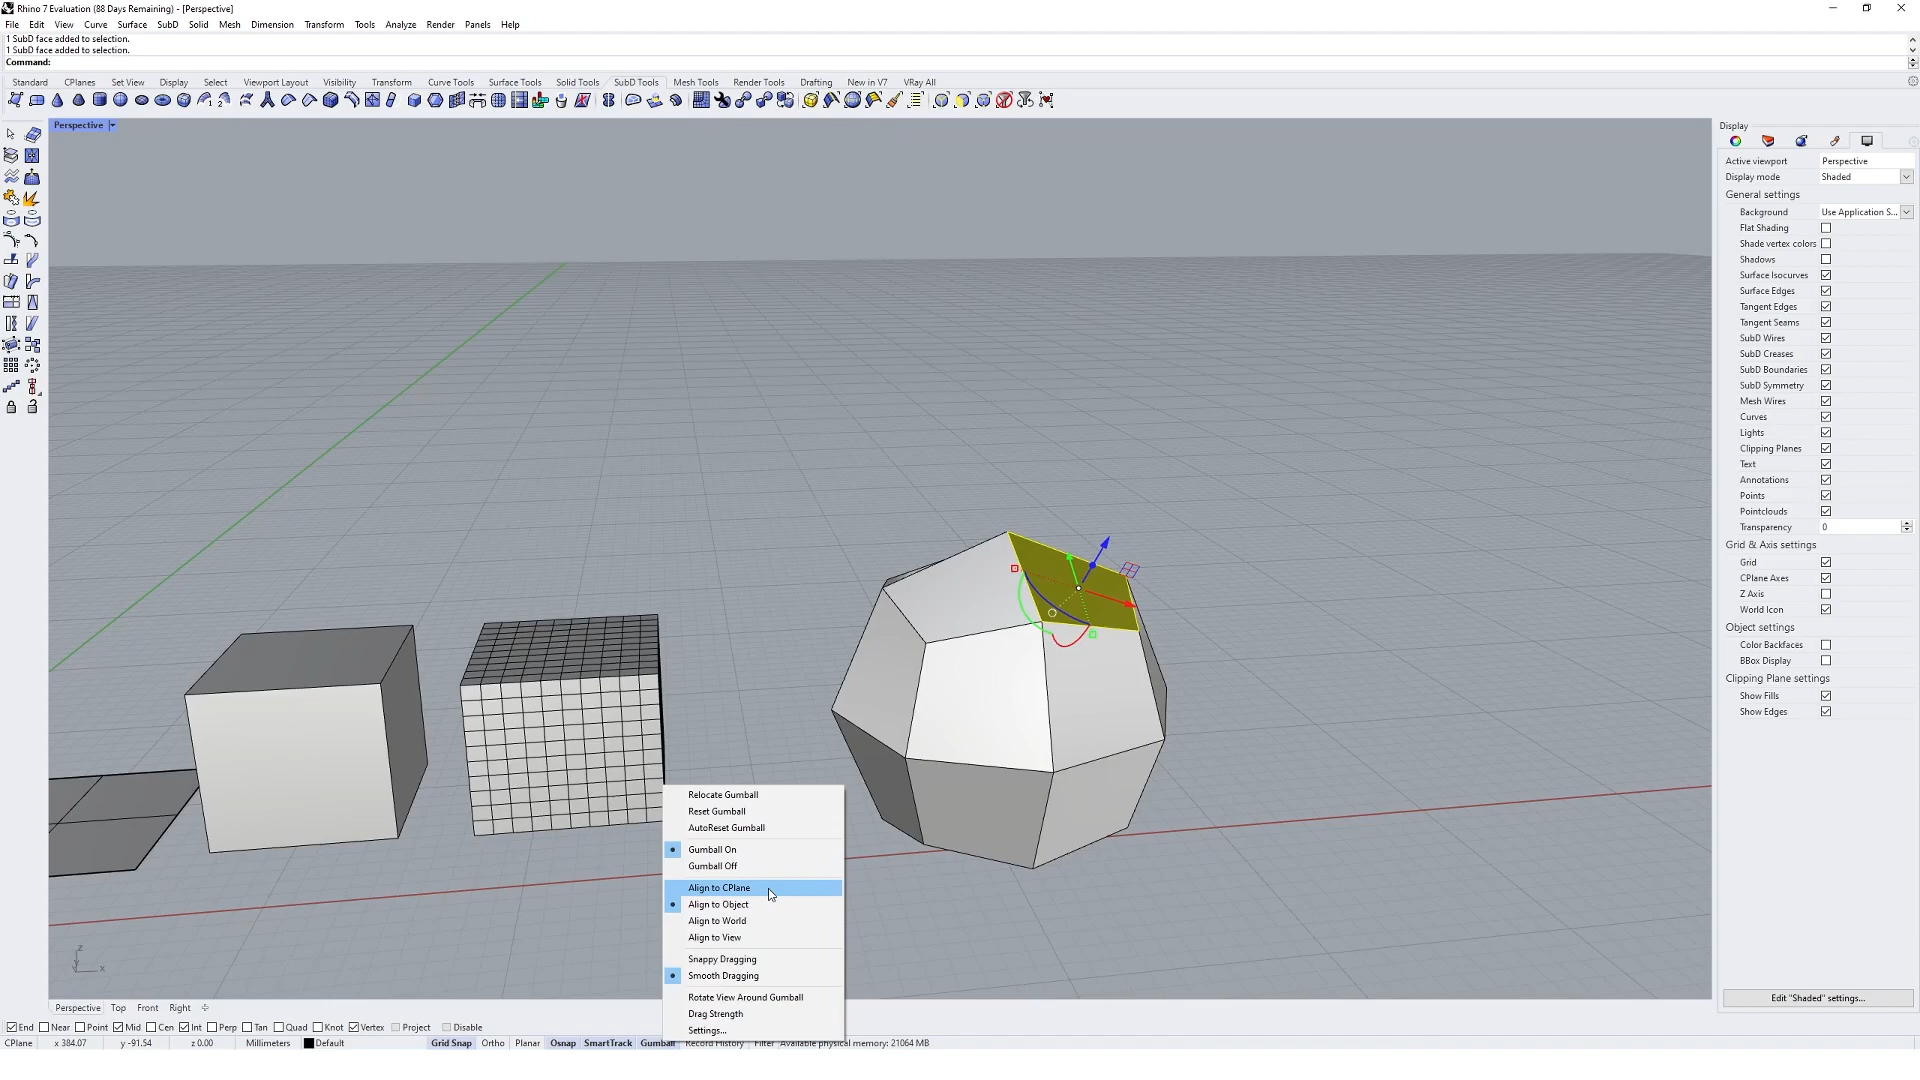 Rhino 7 Evaluation (88 Days Remaining) - [Perspective]
File Edit View Curve Surface SubD Solid Mesh Dimension Transform Tools Analyze Render Panels Help
1 SubD face added to selection.
1 SubD face added to selection.
Command:
Standard CPlanes Set View Display Select Viewport Layout Visibility Transform Curve Tools Surface Tools Solid Tools SubD Tools Mesh Tools Render Tools Drafting New in V7 VRay All
Perspective
Display
Active viewport Perspective
Display mode Shaded
General settings
Background Use Application S...
Flat Shading
Shade vertex colors
Shadows
Surface Isocurves
Surface Edges
Tangent Edges
Tangent Seams
SubD Wires
SubD Creases
SubD Boundaries
SubD Symmetry
Mesh Wires
Curves
Lights
Clipping Planes
Text
Annotations
Points
Pointclouds
Transparency 0
Grid & Axis settings
Grid
CPlane Axes
Z Axis
World Icon
Object settings
Color Backfaces
BBox Display
Clipping Plane settings
Show Fills
Show Edges
Edit "Shaded" settings...
Relocate Gumball
Reset Gumball
AutoReset Gumball
Gumball On
Gumball Off
Align to CPlane
Align to Object
Align to World
Align to View
Snappy Dragging
Smooth Dragging
Rotate View Around Gumball
Drag Strength
Settings...
z
y
x
Perspective Top Front Right
End Near Point Mid Cen Int Perp Tan Quad Knot Vertex Project Disable
CPlane x 384.07 y -91.54 z 0.00 Millimeters Default Grid Snap Ortho Planar Osnap SmartTrack Gumball Record History Filter Available physical memory: 21064 MB